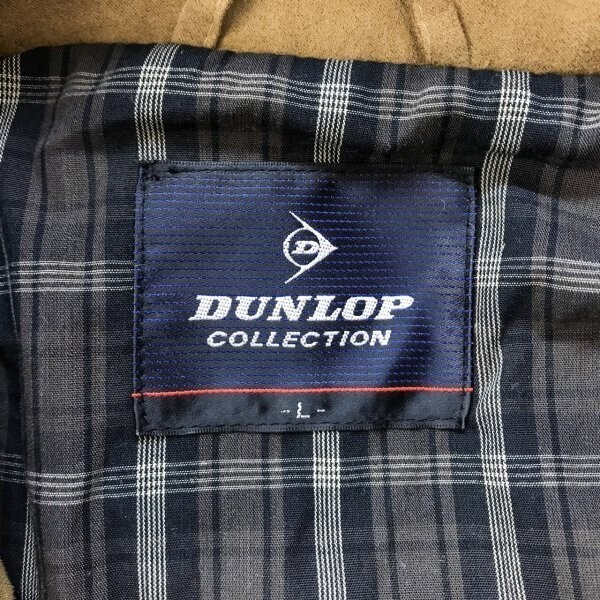 D
DUNLOP
COLLECTION
- L -